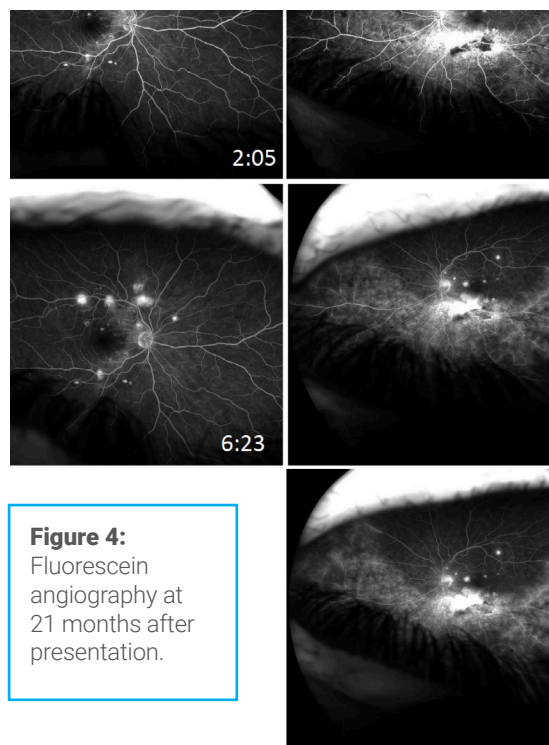 2:05
6:23
Figure 4:
Fluorescein
angiography at
21 months after
presentation.